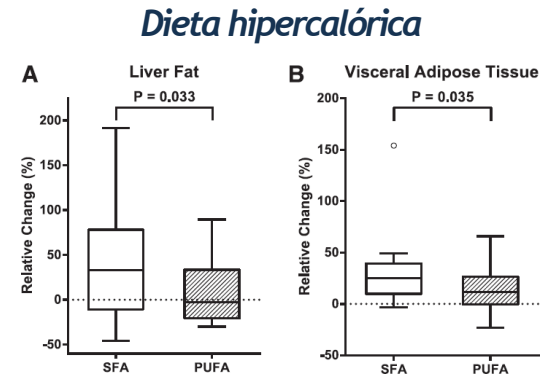 Dieta hipercalórica
A
Liver Fat
P = 0.033
Relative Change (%)
200
150
100
50
0
-50
SFA
PUFA
B
Visceral Adipose Tissue
P = 0.035
Relative Change (%)
200
150
100
50
0
-50
SFA
PUFA